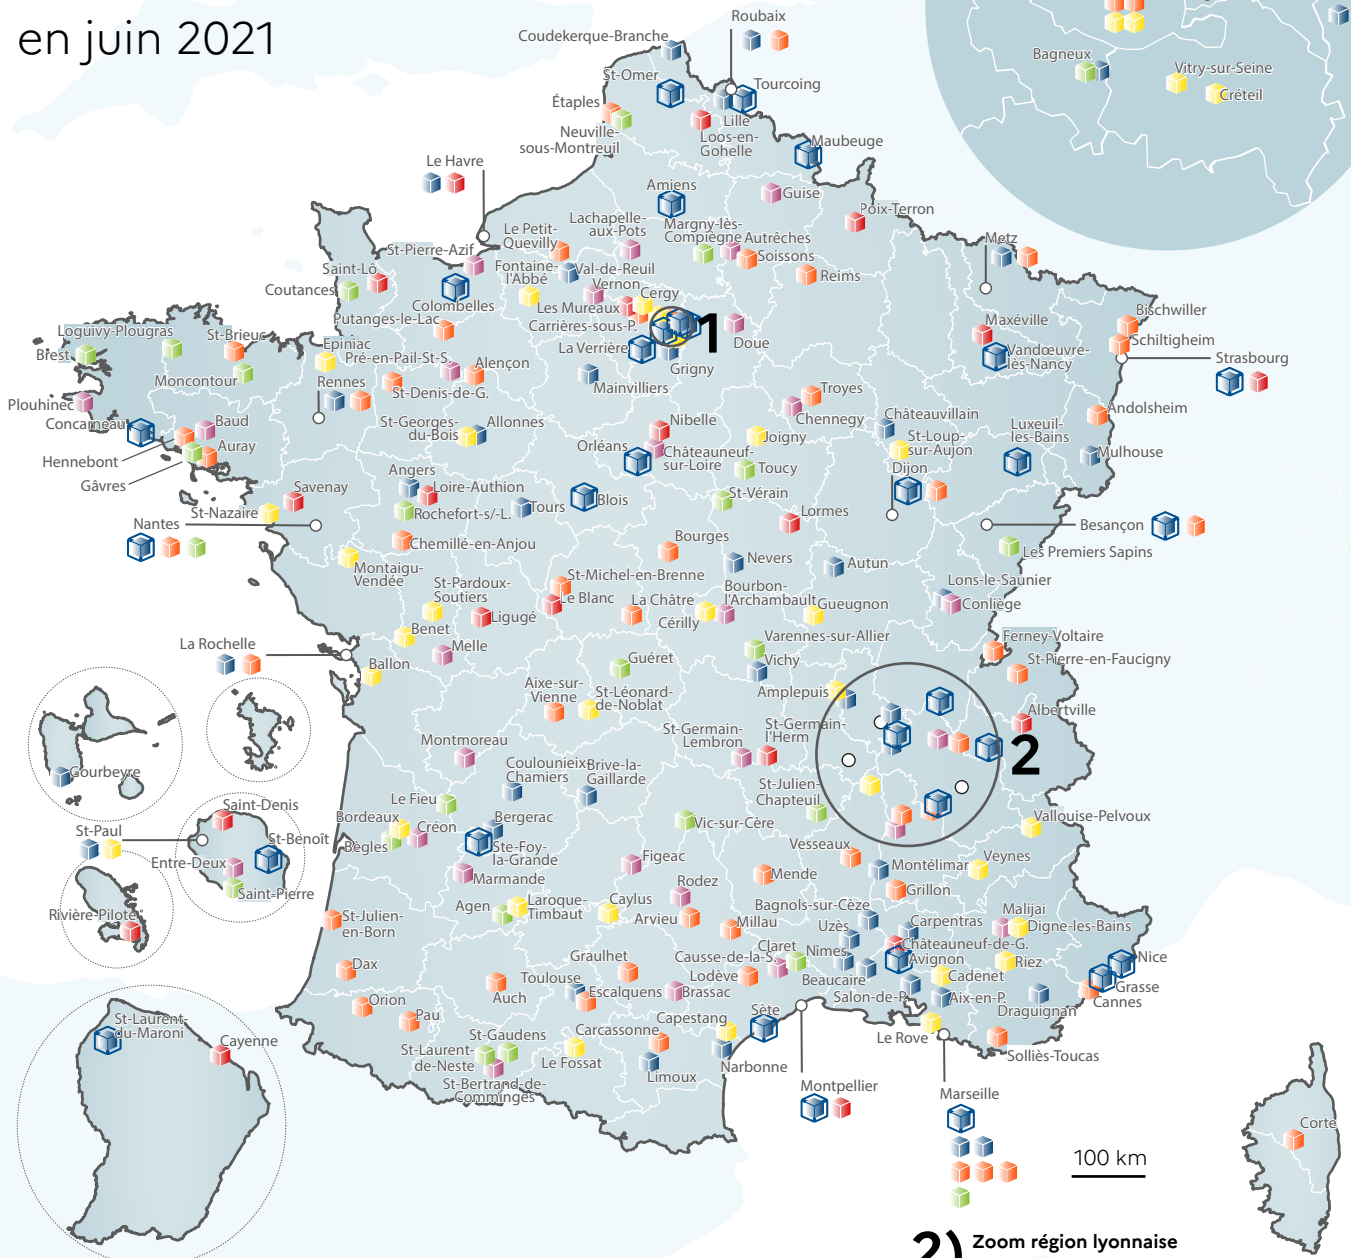 en juin 2021
Roubaix
Coudekerque-Branche
St-Omer
Tourcoing
Bagneux
Vitry-sur-Seine
Créteil
Étaples
Lille
Neuville-
sous-Montreuil
Loos-en-
Gohelle
Maubeuge
Le Havre
Amiens
Guise
Poix-Terron
Lachapelle-
aux-Pots
Margny-lès-
Compiègne
Le Petit-
Quevilly
Autrêches
Metz
St-Pierre-Azif
Soissons
Saint-Lô
Fontaine-
l'Abbé
Val-de-Reuil
Reims
Coutances
Vernon
Cergy
Colombelles
Les Mureaux
Bischwiller
Putanges-le-Lac
Carrières-sous-P.
1
Maxéville
Loguivy-Plougras
St-Brieuc
Epiniac
La Verrière
Doue
Schiltigheim
Brest
Pré-en-Pail-St-S.
Alençon
Grigny
Vandœuvre-
lès-Nancy
Strasbourg
Moncontour
Rennes
St-Denis-de-G.
Mainvilliers
Troyes
Plouhinec
Chennegy
Châteauvillain
Andolsheim
Concarneau
Baud
St-Georges-
du-Bois
Allonnes
Nibelle
Joigny
St-Loup-
sur-Aujon
Luxeuil-
les-Bains
Auray
Orléans
Châteauneuf-
sur-Loire
Mulhouse
Hennebont
Toucy
Dijon
Gâvres
Angers
Savenay
Loire-Authion
Blois
St-Vérain
St-Nazaire
Rochefort-s/-L.
Tours
Lormes
Nantes
Besançon
Chemillé-en-Anjou
Bourges
Les Premiers Sapins
Nevers
Autun
Montaigu-
Vendée
St-Pardoux-
Soutiers
St-Michel-en-Brenne
Bourbon-
l'Archambault
Lons-le-Saunier
Le Blanc
La Châtre
Gueugnon
Conliège
Ligugé
Cérilly
Benet
Varennes-sur-Allier
Ferney-Voltaire
La Rochelle
Melle
Guéret
Vichy
St-Pierre-en-Faucigny
Ballon
Aixe-sur-
Vienne
St-Léonard-
de-Noblat
Amplepuis
Albertville
St-Germain-
Lembron
St-Germain-
l'Herm
Montmoreau
2
Gourbeyre
Coulounieix-
Chamiers
Brive-la-
Gaillarde
St-Julien-
Chapteuil
Le Fieu
Saint-Denis
Bordeaux
Créon
Bergerac
Vic-sur-Cère
Vallouise-Pelvoux
St-Paul
St-Benoît
Bègles
Ste-Foy-
la-Grande
Vesseaux
Entre-Deux
Figeac
Montélimar
Veynes
Marmande
Mende
Saint-Pierre
Rodez
Grillon
Agen
Laroque-
Timbaut
Caylus
Bagnols-sur-Cèze
Malijai
Rivière-Pilote
St-Julien-
en-Born
Arvieu
Millau
Uzès
Carpentras
Digne-les-Bains
Claret
Nîmes
Châteauneuf-de-G.
Graulhet
Causse-de-la-S.
Avignon
Riez
Nice
Dax
Toulouse
Lodève
Beaucaire
Cadenet
Grasse
Auch
Escalquens
Brassac
Salon-de-P.
Aix-en-P.
Cannes
Orion
Draguignan
Pau
Capestang
Sète
St-Laurent-
du-Maroni
St-Gaudens
Carcassonne
Le Rove
Cayenne
St-Laurent-
de-Neste
Le Fossat
Solliès-Toucas
Narbonne
Limoux
St-Bertrand-de-
Comminges
Montpellier
Marseille
Corte
100 km
2) Zoom région lyonnaise